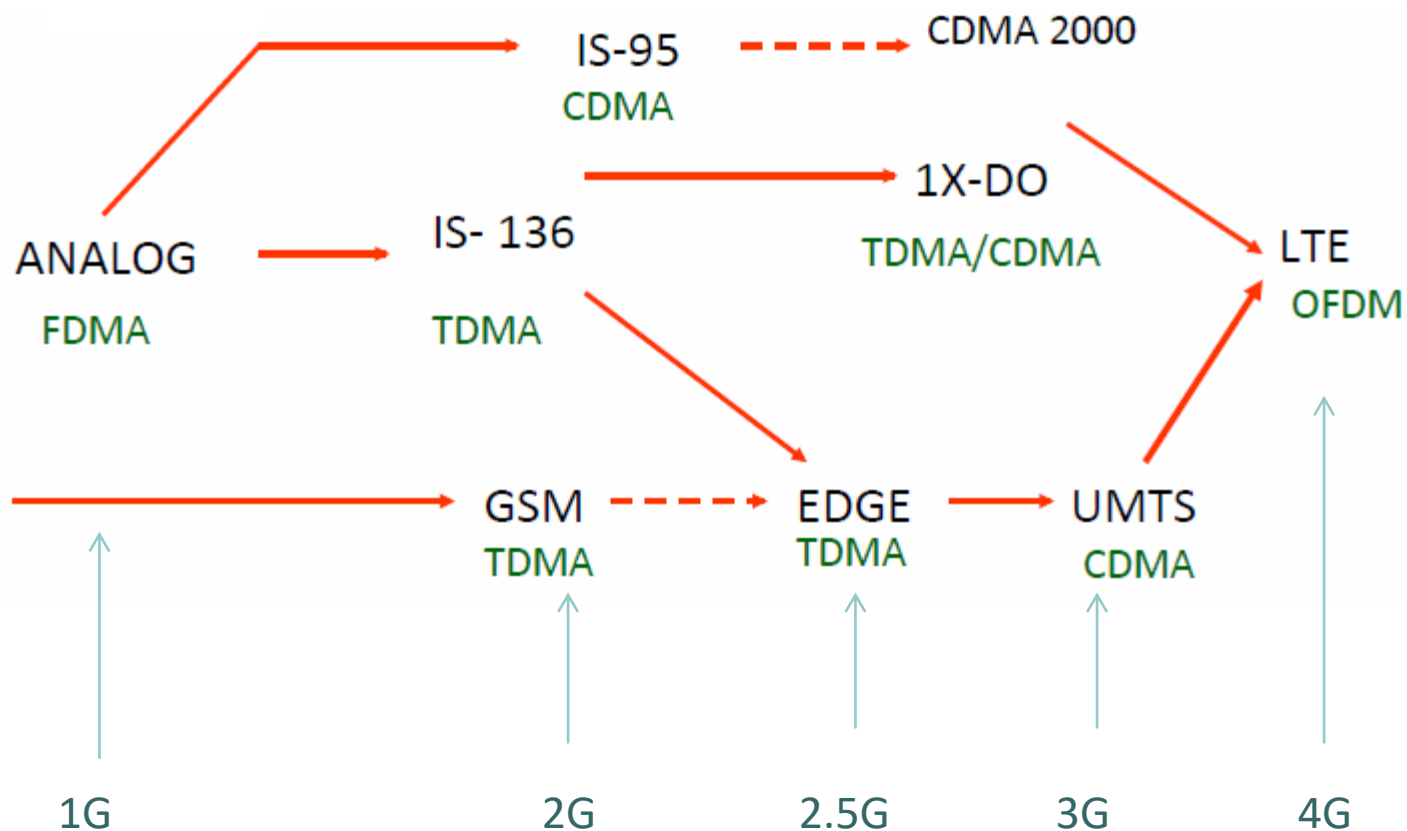 IS-95
CDMA
CDMA 2000
1X-DO
TDMA/CDMA
ANALOG
FDMA
IS- 136
TDMA
LTE
OFDM
GSM
TDMA
EDGE
TDMA
UMTS
CDMA
1G
2G
2.5G
3G
4G